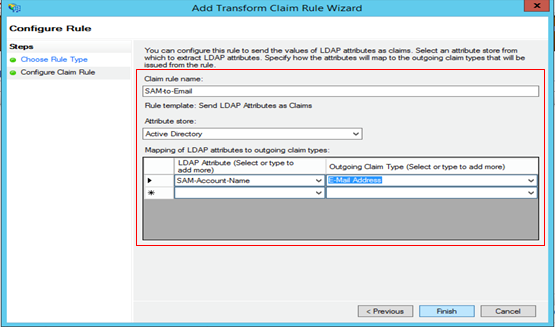 Add Transform Claim Rule Wizard
Configure Rule
Steps
Choose Rule Type
Configure Claim Rule
You can configure this rule to send the values of LDAP attributes as claims. Select an attribute store from
which to extract LDAP attributes. Specify how the attributes will map to the outgoing claim types that will be
issued from the rule.
Claim rule name:
SAM-to-Email
Rule template: Send LDAP Attributes as Claims
Attribute store:
Active Directory
Mapping of LDAP attributes to outgoing claim types:
LDAP Attribute (Select or type to
add more)
Outgoing Claim Type (Select or type to add more)
SAM-Account-Name
E-Mail Address
< Previous
Finish
Cancel